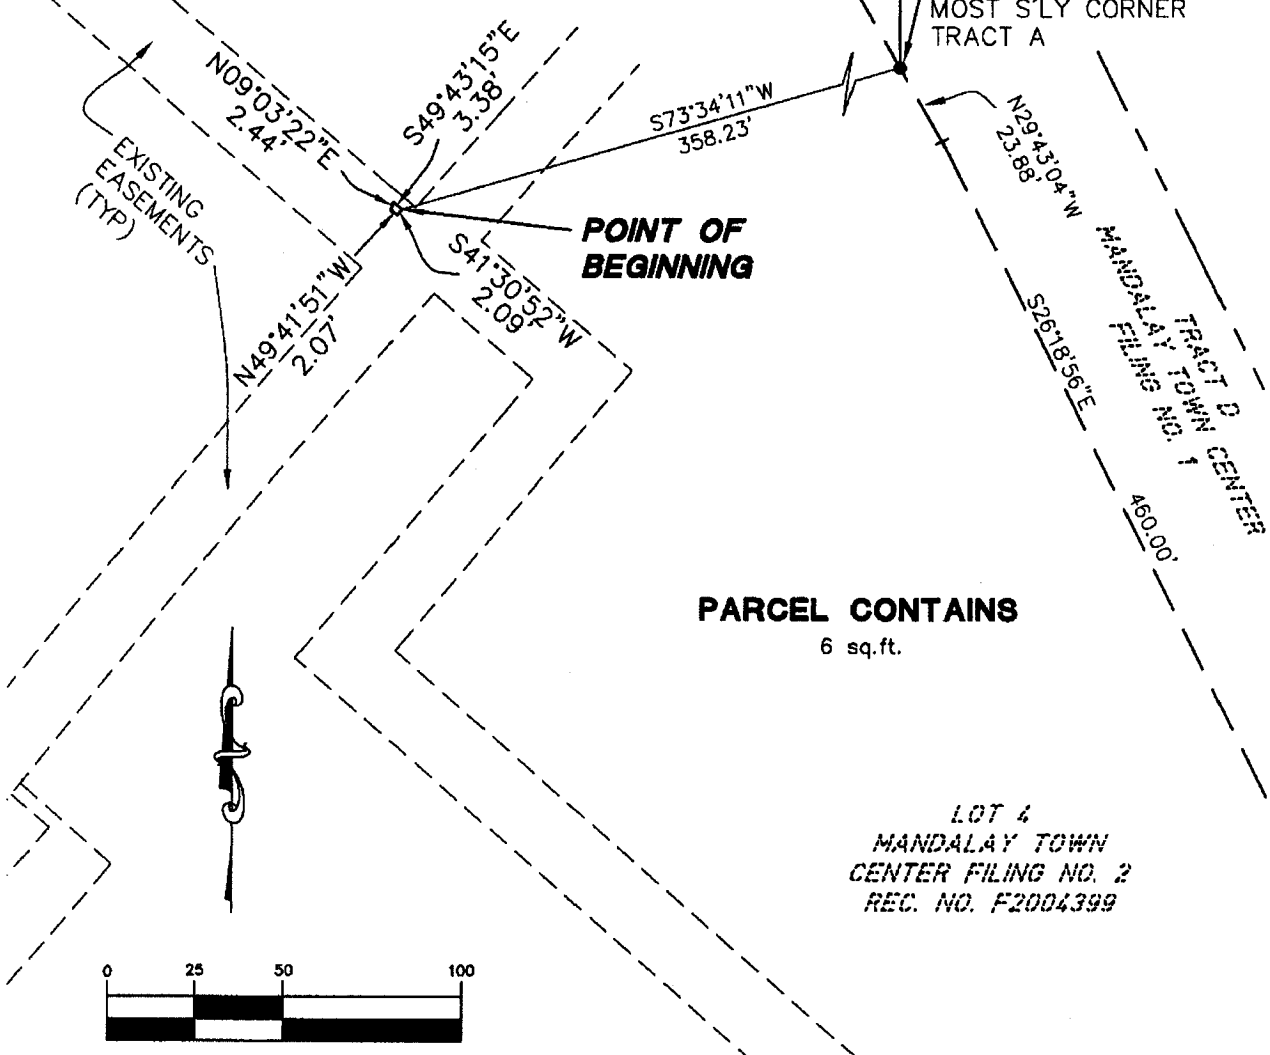 MOST S'LY CORNER
TRACT A
N09°03'22"E
2.44'
S49°43'15"E
3.38'
S73°34'11"W
358.23'
N29°43'04"W
23.88'
EXISTING
EASEMENTS
(TYP)
POINT OF
BEGINNING
S41°30'52"W
2.09'
N49°41'51"W
2.07'
S26°18'56"E
460.00'
TRACT D
MANDALAY TOWN CENTER
FILING NO. 1
PARCEL CONTAINS
6 sq.ft.
LOT 4
MANDALAY TOWN
CENTER FILING NO. 2
REC. NO. F2004399
0 25 50 100